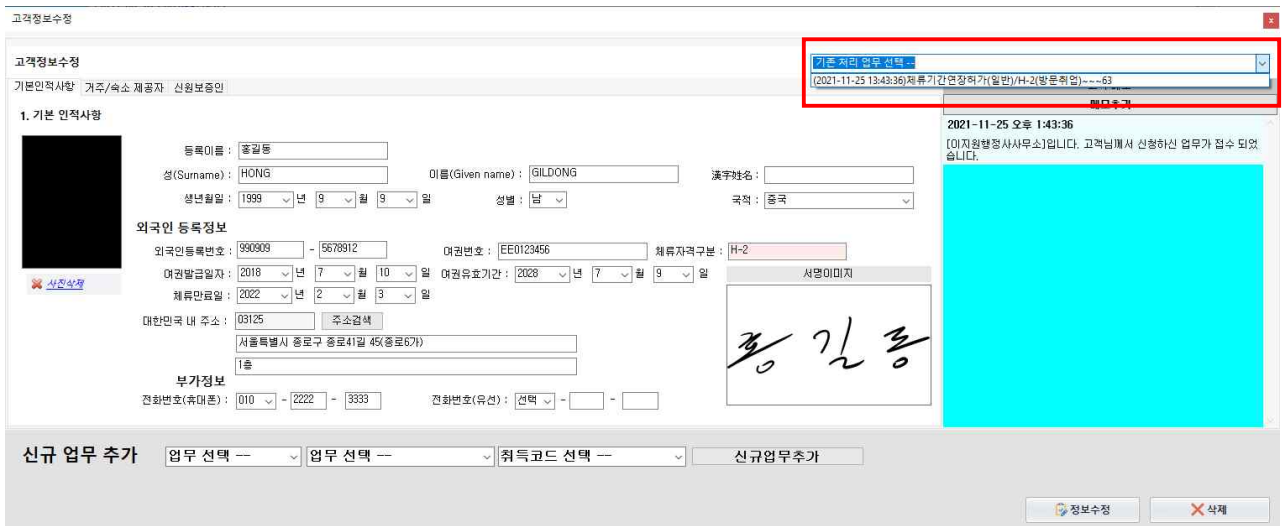 고객정보수정
고객정보수정
기존 처리 업무 선택 --
(2021-11-25 13:43:36)체류기간연장허가(일반)/H-2(방문취업)~~~63
기본인적사항 거주/숙소 제공자 신원보증인
메모추가
1. 기본 인적사항
2021-11-25 오후 1:43:36
[이지원행정사사무소]입니다. 고객님께서 신청하신 업무가 접수 되었
습니다.
등록이름 : 홍길동
성(Surname) : HONG 이름(Given name) : GILDONG 漢字姓名 :
생년월일 : 1999 년 9 월 9 일 성별 : 남 국적 : 중국
외국인 등록정보
외국인등록번호 : 990909 - 5678912 여권번호 : EE0123456 체류자격구분 : H-2
여권발급일자 : 2018 년 7 월 10 일 여권유효기간 : 2028 년 7 월 9 일 서명이미지
사진삭제
체류만료일 : 2022 년 2 월 3 일
대한민국 내 주소 : 03125 주소검색
서울특별시 종로구 종로41길 45(종로6가)
1층
홍길동
부가정보
전화번호(휴대폰) : 010 - 2222 - 3333 전화번호(유선) : 선택 - -
신규 업무 추가 업무 선택 -- 업무 선택 -- 취득코드 선택 -- 신규업무추가
정보수정 삭제